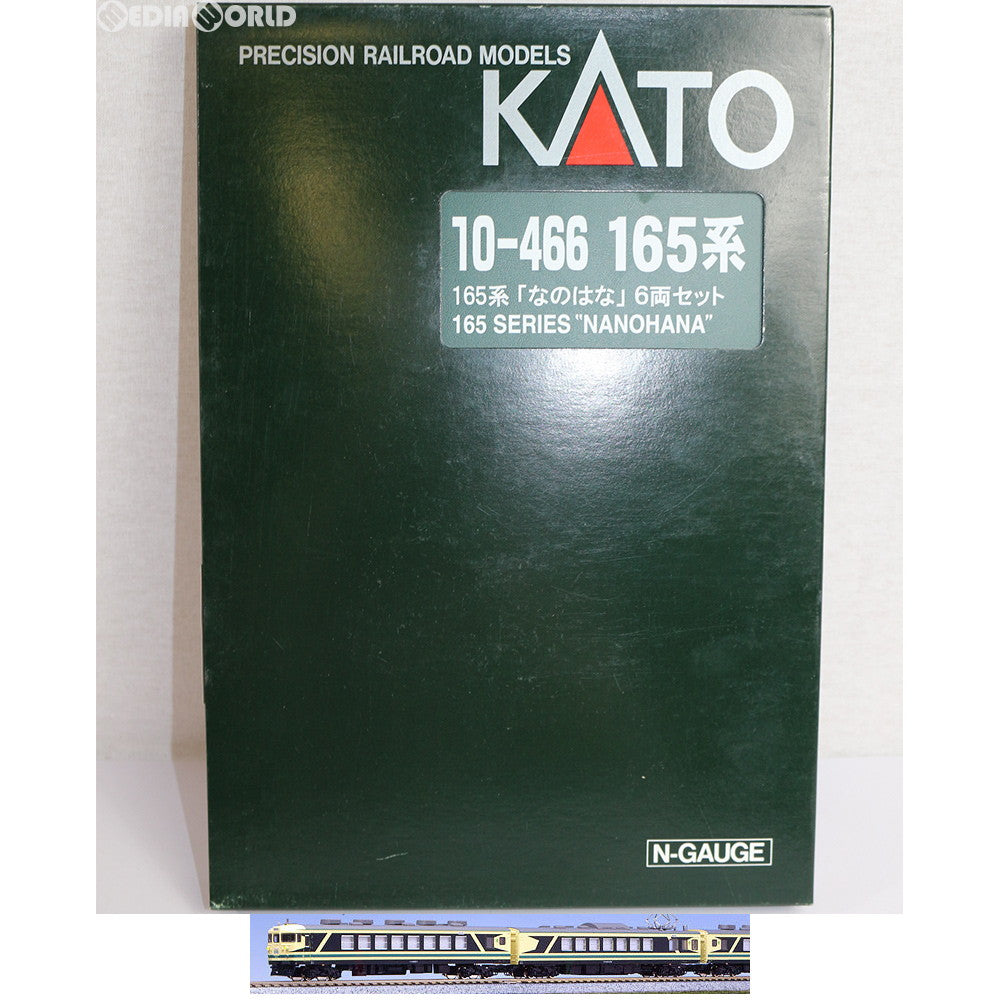 MEDIAWORLD
PRECISION RAILROAD MODELS
KATO
10-466 165系
165系「なのはな」6両セット
165 SERIES "NANOHANA"
N-GAUGE